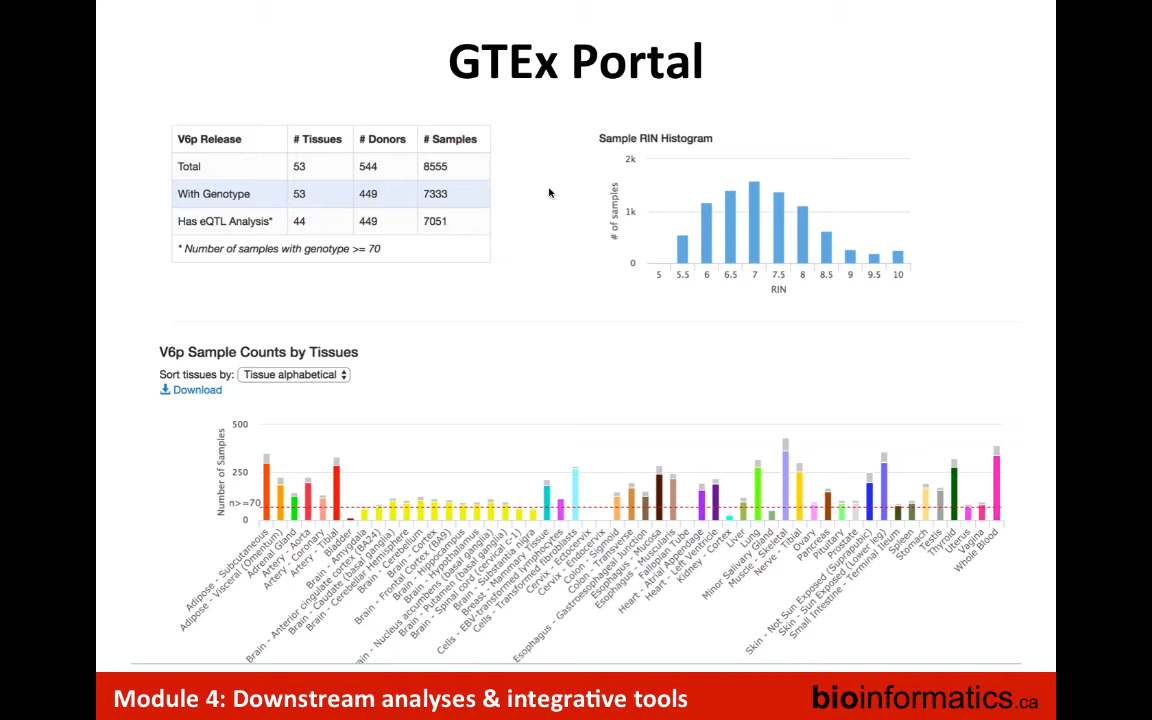 GTEx Portal
V6p Release # Tissues # Donors # Samples
Total 53 544 8555
With Genotype 53 449 7333
Has eQTL Analysis* 44 449 7051
* Number of samples with genotype >= 70
Sample RIN Histogram
2k
1k
0
# of samples
5 5.5 6 6.5 7 7.5 8 8.5 9 9.5 10
RIN
V6p Sample Counts by Tissues
Sort tissues by: Tissue alphabetical
Download
Number of Samples
500
250
n>=70
0
Adipose - Subcutaneous
Adipose - Visceral (Omentum)
Adrenal Gland
Artery - Aorta
Artery - Coronary
Artery - Tibial
Bladder
Brain - Amygdala
Brain - Anterior cingulate cortex (BA24)
Brain - Caudate (basal ganglia)
Brain - Cerebellar Hemisphere
Brain - Cerebellum
Brain - Cortex
Brain - Frontal Cortex (BA9)
Brain - Hippocampus
Brain - Hypothalamus
ain - Nucleus accumbens (basal ganglia)
Brain - Putamen (basal ganglia)
Brain - Spinal cord (cervical c-1)
Brain - Substantia nigra
Breast - Mammary Tissue
Cells - EBV-transformed lymphocytes
Cells - Transformed fibroblasts
Cervix - Ectocervix
Cervix - Endocervix
Colon - Sigmoid
Colon - Transverse
Esophagus - Gastroesophageal Junction
Esophagus - Mucosa
Esophagus - Muscularis
Fallopian Tube
Heart - Atrial Appendage
Heart - Left Ventricle
Kidney - Cortex
Liver
Lung
Minor Salivary Gland
Muscle - Skeletal
Nerve - Tibial
Ovary
Pancreas
Pituitary
Prostate
Skin - Not Sun Exposed (Suprapubic)
Skin - Sun Exposed (Lower leg)
Small Intestine - Terminal Ileum
Spleen
Stomach
Testis
Thyroid
Uterus
Vagina
Whole Blood
Module 4: Downstream analyses & integrative tools
bioinformatics.ca